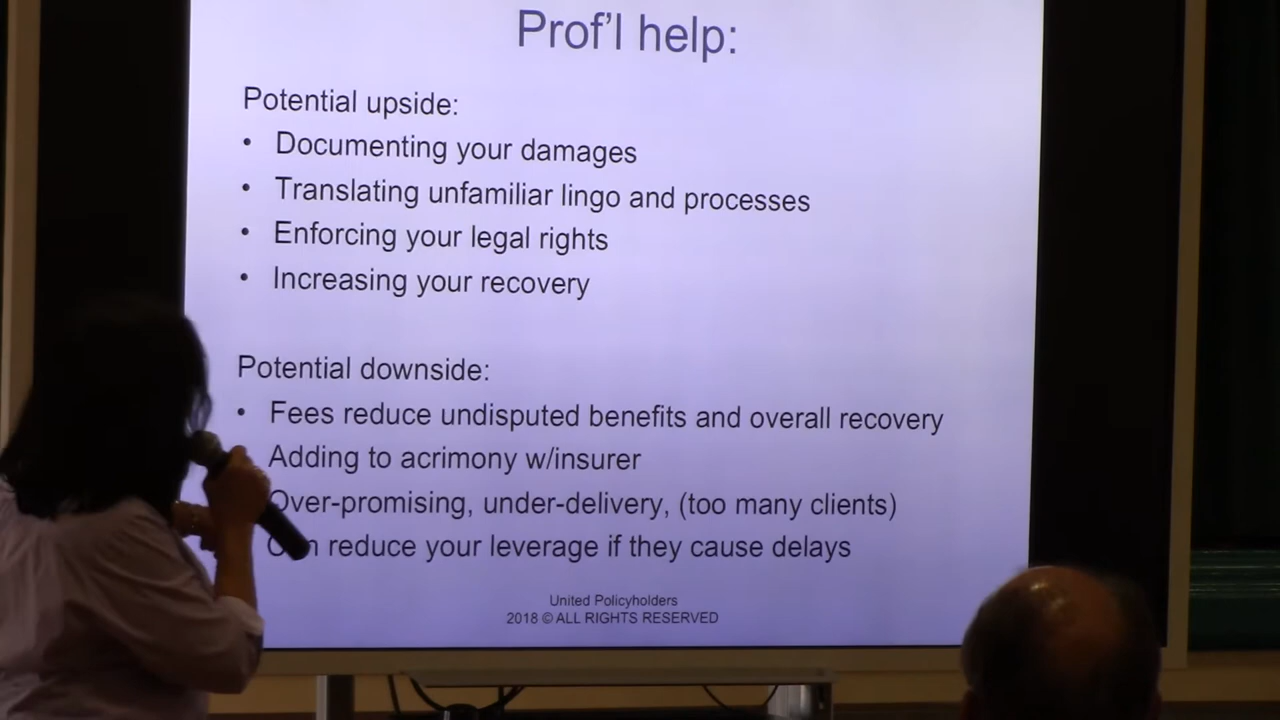 Prof'l help:
Potential upside:
• Documenting your damages
• Translating unfamiliar lingo and processes
• Enforcing your legal rights
• Increasing your recovery
Potential downside:
• Fees reduce undisputed benefits and overall recovery
Adding to acrimony w/insurer
Over-promising, under-delivery, (too many clients)
Can reduce your leverage if they cause delays
United Policyholders
2018 © ALL RIGHTS RESERVED